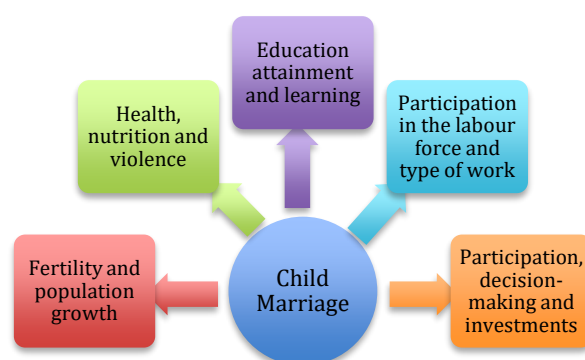 Education
attainment
and learning
Health,
nutrition and
violence
Participation
in the labour
force and
type of work
Fertility and
population
growth
Child
Marriage
Participation,
decision-
making and
investments